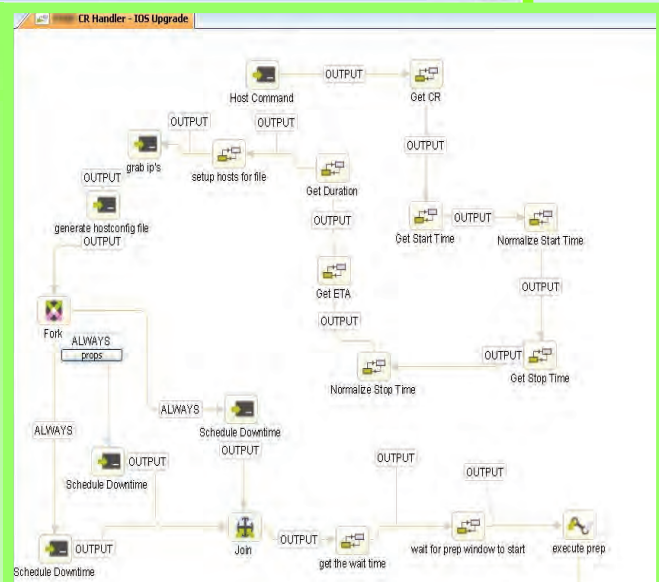 CR Handler - IOS Upgrade
Host Command
OUTPUT
Get CR
OUTPUT
Get Start Time
OUTPUT
Normalize Start Time
OUTPUT
Get Stop Time
OUTPUT
Normalize Stop Time
OUTPUT
Get ETA
OUTPUT
Get Duration
OUTPUT
setup hosts for file
OUTPUT
grab ip's
OUTPUT
generate hostconfig file
OUTPUT
Fork
ALWAYS
props
ALWAYS
ALWAYS
Schedule Downtime
OUTPUT
Schedule Downtime
OUTPUT
Schedule Downtime
OUTPUT
Join
OUTPUT
get the wait time
OUTPUT
wait for prep window to start
OUTPUT
execute prep